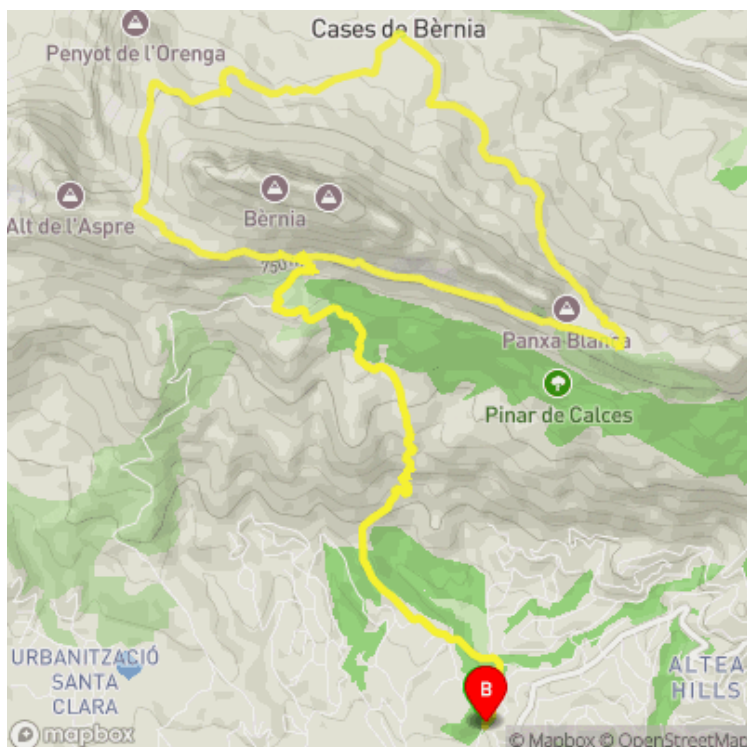 Cases de Bèrnia
Penyot de l'Orenga
Bèrnia
Alt de l'Aspre
750 m
Panxa Blanca
Pinar de Calces
URBANITZACIÓ
SANTA
CLARA
ALTEA
HILLS
B
mapbox
© Mapbox © OpenStreetMap